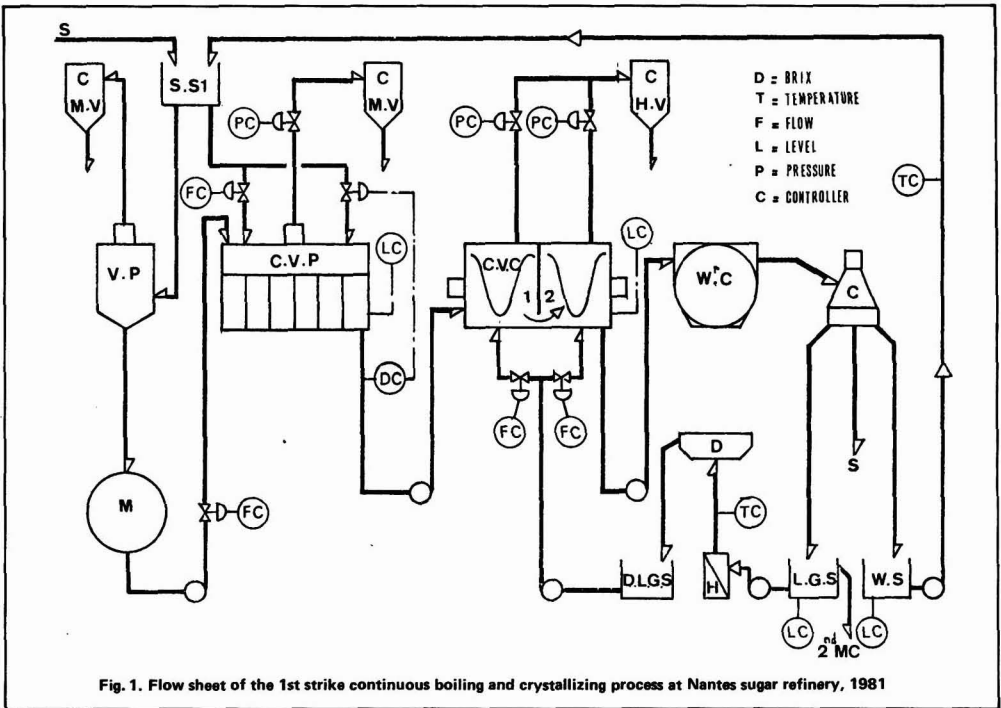 S
C
M.V
S.S1
C
M.V
C
H.V
D = BRIX
T = TEMPERATURE
F = FLOW
L = LEVEL
P = PRESSURE
C = CONTROLLER
PC
PC
PC
TC
FC
LC
LC
V.P
C.V.P
C.V.C
1 2
W.P.C
C
DC
FC
FC
S
M
FC
D
TC
D.L.G.S
H
L.G.S
W.S
LC
LC
2nd MC
Fig. 1. Flow sheet of the 1st strike continuous boiling and crystallizing process at Nantes sugar refinery, 1981